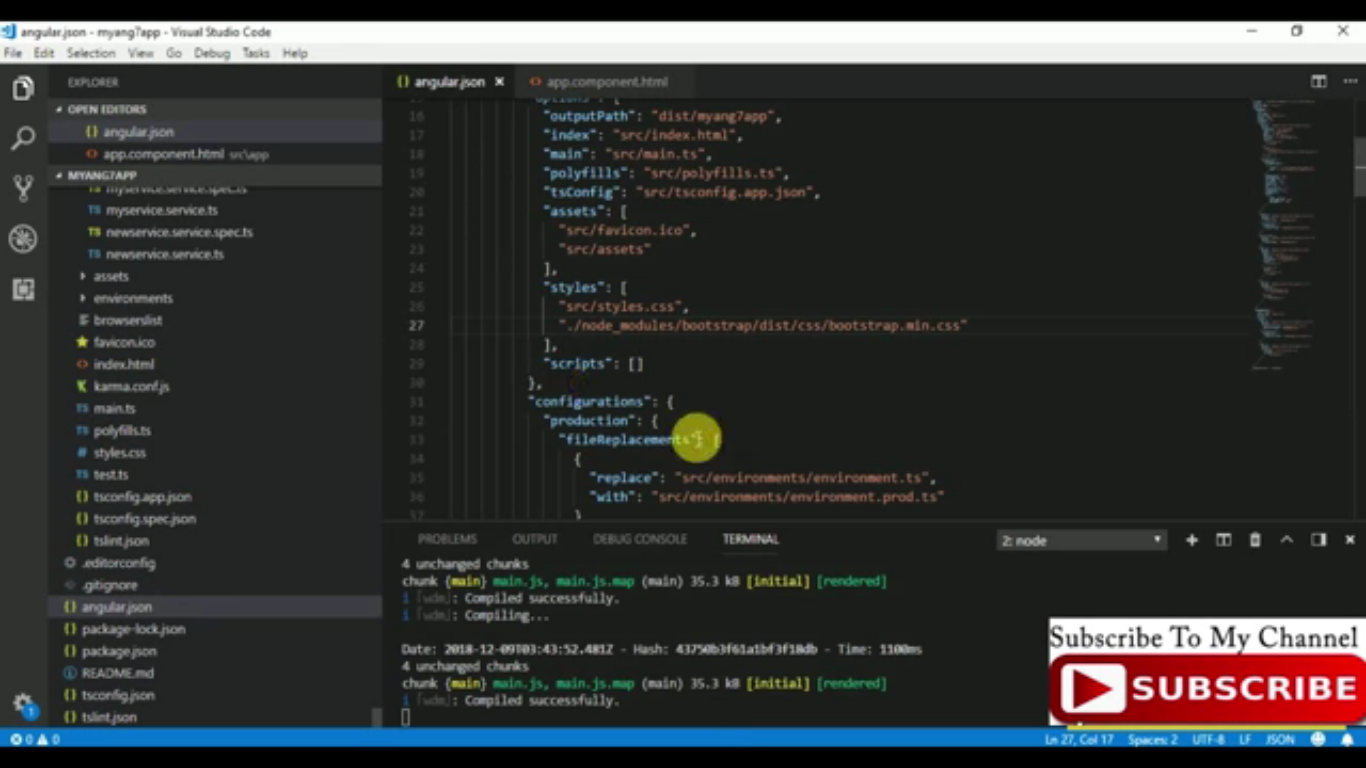 angular.json - myang7app - Visual Studio Code
File Edit Selection View Go Debug Tasks Help
EXPLORER
OPEN EDITORS
{} angular.json
<> app.component.html src\app
MYANG7APP
myservice.service.spec.ts
TS myservice.service.ts
TS newservice.service.spec.ts
TS newservice.service.ts
assets
environments
browserslist
favicon.ico
<> index.html
karma.conf.js
TS main.ts
TS polyfills.ts
# styles.css
TS test.ts
{} tsconfig.app.json
{} tsconfig.spec.json
{} tslint.json
.editorconfig
.gitignore
{} angular.json
{} package-lock.json
{} package.json
README.md
{} tsconfig.json
{} tslint.json
{} angular.json × <> app.component.html
"options": {
16 "outputPath": "dist/myang7app",
17 "index": "src/index.html",
18 "main": "src/main.ts",
19 "polyfills": "src/polyfills.ts",
20 "tsConfig": "src/tsconfig.app.json",
21 "assets": [
22 "src/favicon.ico",
23 "src/assets"
24 ],
25 "styles": [
26 "src/styles.css",
27 "./node_modules/bootstrap/dist/css/bootstrap.min.css"
28 ],
29 "scripts": []
30 },
31 "configurations": {
32 "production": {
33 "fileReplacements": [
34 {
35 "replace": "src/environments/environment.ts",
36 "with": "src/environments/environment.prod.ts"
37 }
PROBLEMS OUTPUT DEBUG CONSOLE TERMINAL 2: node
4 unchanged chunks
chunk {main} main.js, main.js.map (main) 35.3 kB [initial] [rendered]
i ｢wdm｣: Compiled successfully.
i ｢wdm｣: Compiling...
Date: 2018-12-09T03:43:52.481Z - Hash: 43750b3f61a1bf3f18db - Time: 1100ms
4 unchanged chunks
chunk {main} main.js, main.js.map (main) 35.3 kB [initial] [rendered]
i ｢wdm｣: Compiled successfully.
Subscribe To My Channel
SUBSCRIBE
1
0 0
Ln 27, Col 17 Spaces: 2 UTF-8 LF JSON